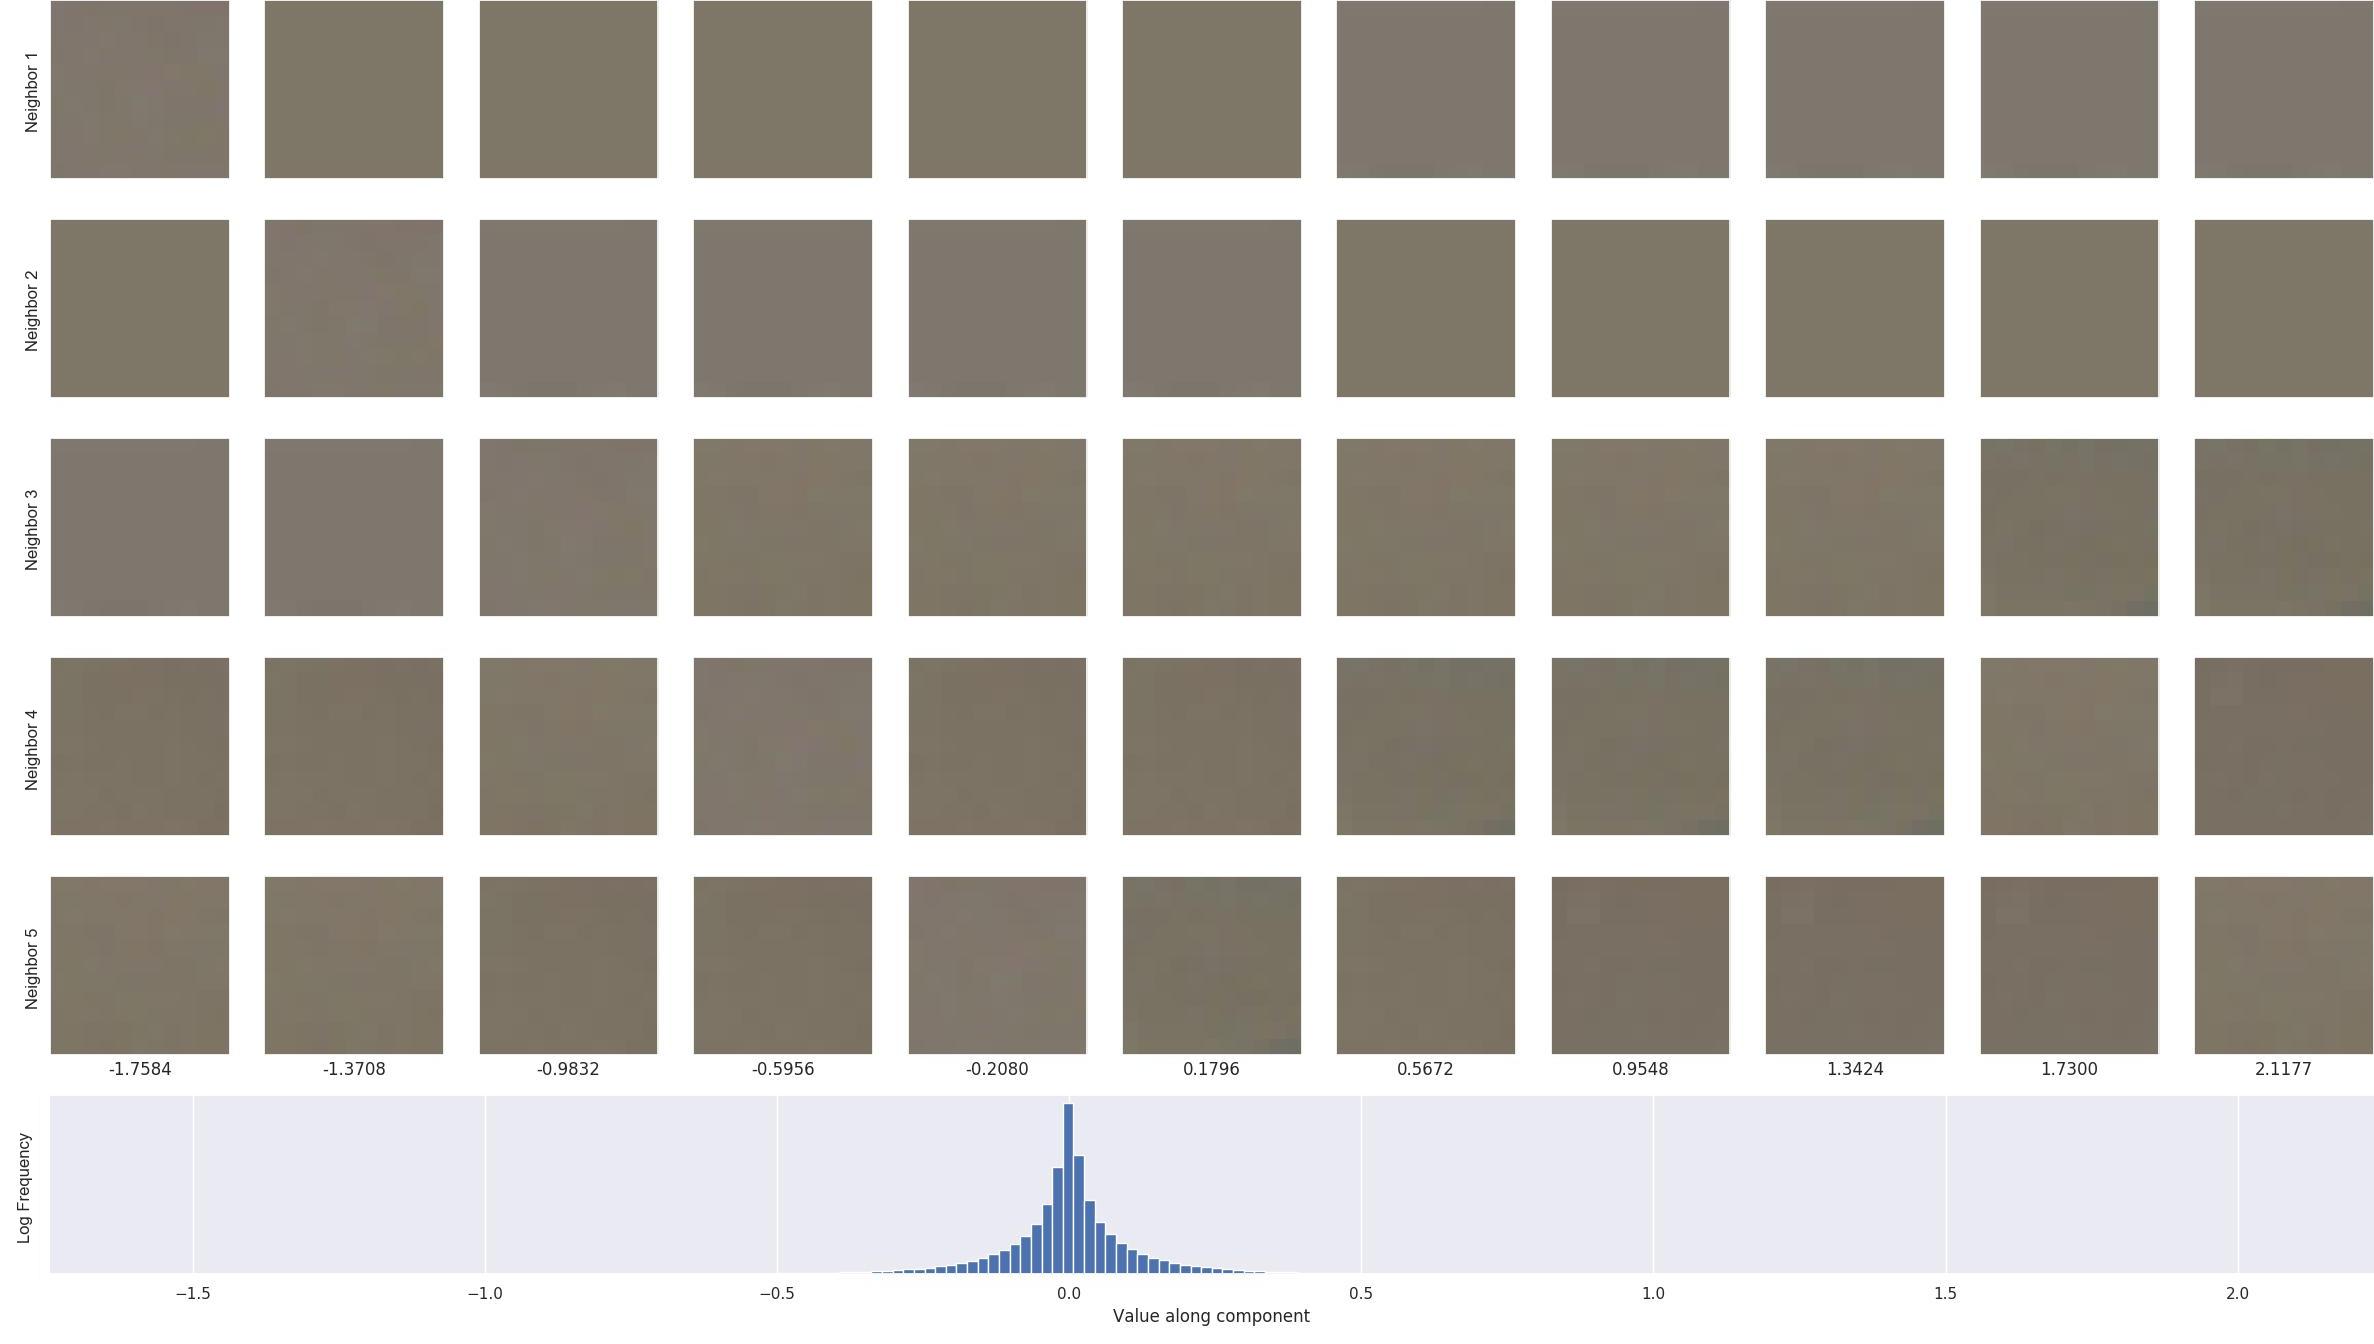 Neighbor 1
Neighbor 2
Neighbor 3
Neighbor 4
Neighbor 5
-1.7584 -1.3708 -0.9832 -0.5956 -0.2080 0.1796 0.5672 0.9548 1.3424 1.7300 2.1177
Log Frequency
−1.5 −1.0 −0.5 0.0 0.5 1.0 1.5 2.0
Value along component